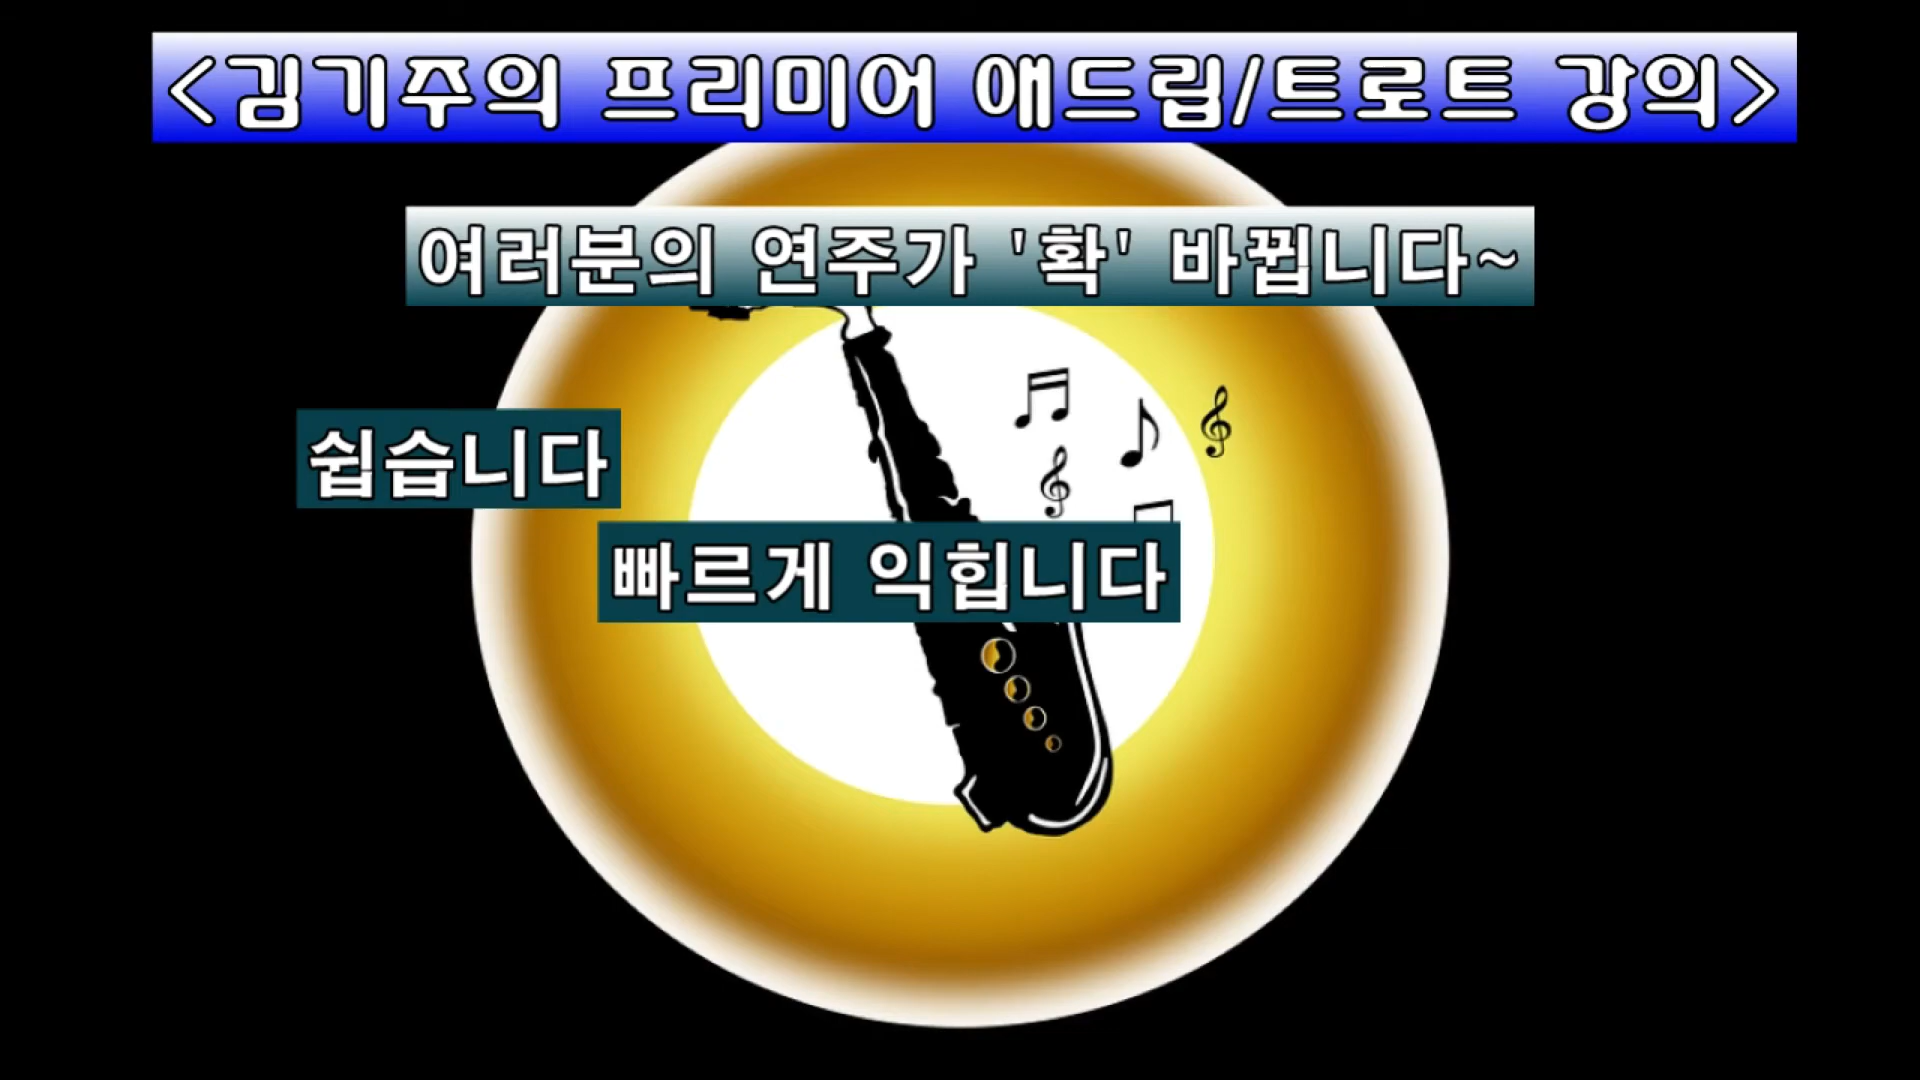 <김기주의 프리미어 애드립/트로트 강의>
여러분의 연주가 '확' 바뀝니다~
쉽습니다
빠르게 익힙니다